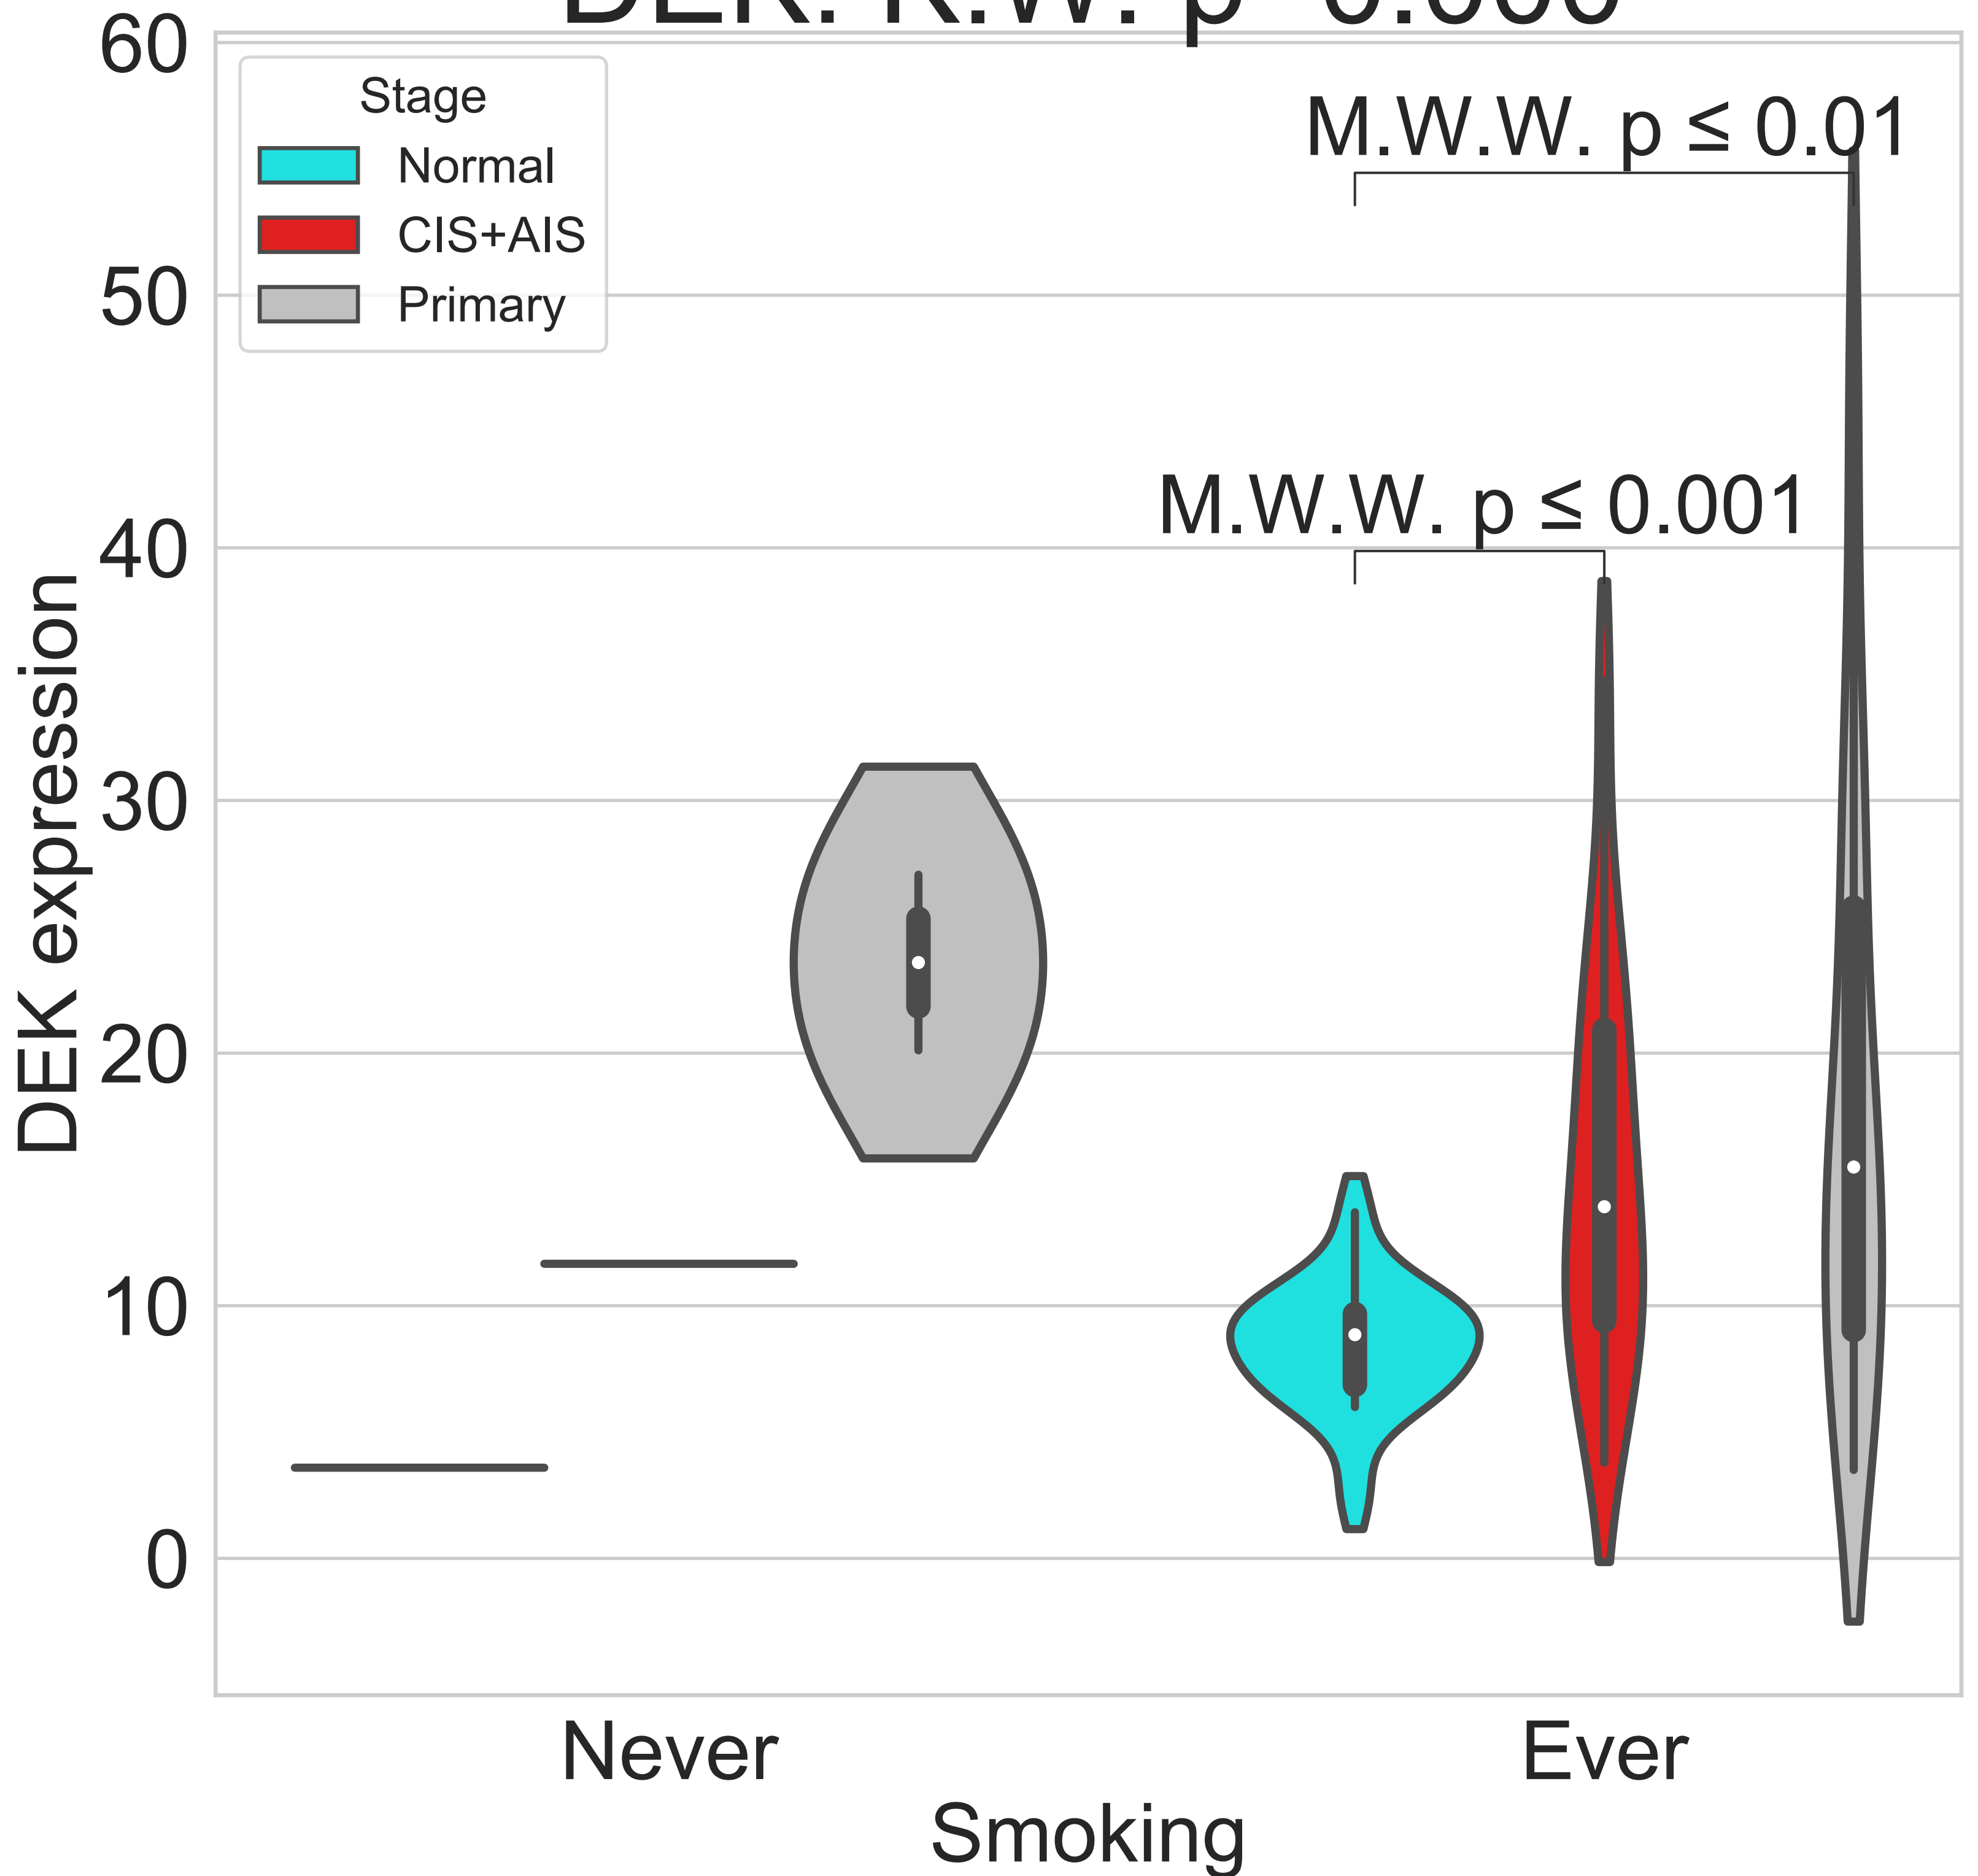 60
Stage
Normal
CIS+AIS
Primary
M.W.W. p ≤ 0.01
50
M.W.W. p ≤ 0.001
40
30
20
10
0
DEK expression
Never
Ever
Smoking